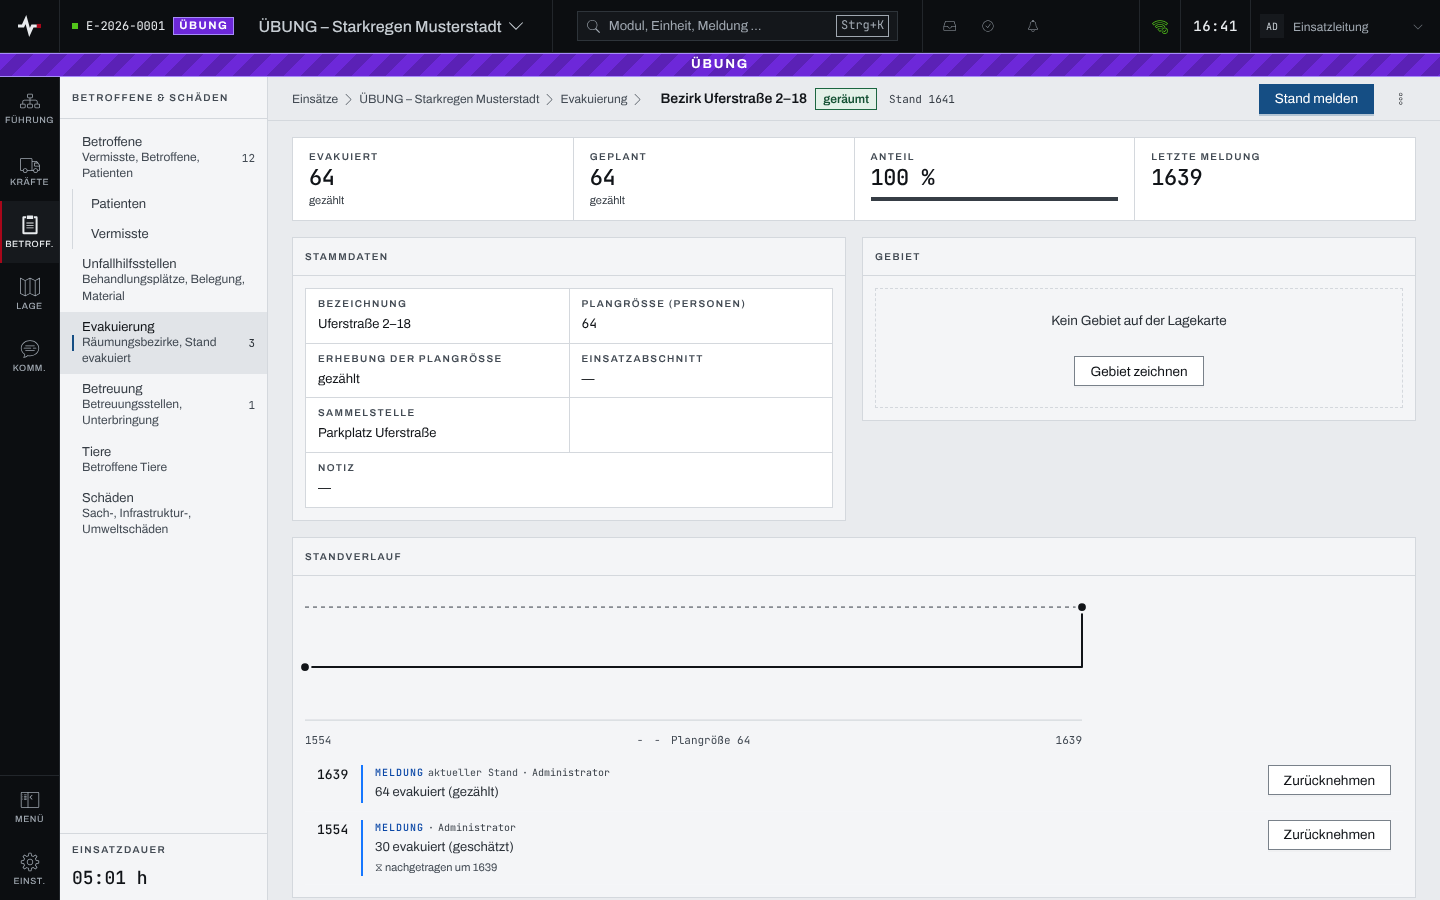 E-2026-0001 ÜBUNG ÜBUNG – Starkregen Musterstadt Modul, Einheit, Meldung ... Strg+K 16:41 AD Einsatzleitung
ÜBUNG
FÜHRUNG
KRÄFTE
BETROFF.
LAGE
KOMM.
MENÜ
EINST.
BETROFFENE & SCHÄDEN
Betroffene
Vermisste, Betroffene, 12
Patienten
Patienten
Vermisste
Unfallhilfsstellen
Behandlungsplätze, Belegung,
Material
Evakuierung
Räumungsbezirke, Stand 3
evakuiert
Betreuung
Betreuungsstellen, 1
Unterbringung
Tiere
Betroffene Tiere
Schäden
Sach-, Infrastruktur-,
Umweltschäden
EINSATZDAUER
05:01 h
Einsätze ÜBUNG – Starkregen Musterstadt Evakuierung Bezirk Uferstraße 2–18 geräumt Stand 1641 Stand melden
EVAKUIERT
64
gezählt
GEPLANT
64
gezählt
ANTEIL
100 %
LETZTE MELDUNG
1639
STAMMDATEN
BEZEICHNUNG
Uferstraße 2–18
PLANGRÖSSE (PERSONEN)
64
ERHEBUNG DER PLANGRÖSSE
gezählt
EINSATZABSCHNITT
—
SAMMELSTELLE
Parkplatz Uferstraße
NOTIZ
—
GEBIET
Kein Gebiet auf der Lagekarte
Gebiet zeichnen
STANDVERLAUF
1554 - - Plangröße 64 1639
1639 MELDUNG aktueller Stand · Administrator
64 evakuiert (gezählt)
Zurücknehmen
1554 MELDUNG · Administrator
30 evakuiert (geschätzt)
⧖ nachgetragen um 1639
Zurücknehmen